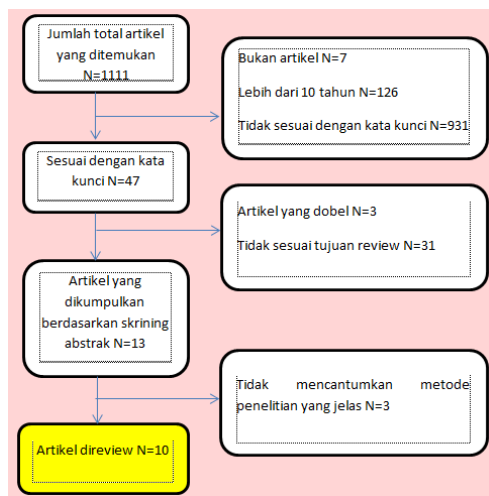 Jumlah total artikel
yang ditemukan
N=1111
Bukan artikel N=7
Lebih dari 10 tahun N=126
Tidak sesuai dengan kata kunci N=931
Sesuai dengan kata
kunci N=47
Artikel yang dobel N=3
Tidak sesuai tujuan review N=31
Artikel yang
dikumpulkan
berdasarkan skrining
abstrak N=13
Tidak mencantumkan metode
penelitian yang jelas N=3
Artikel direview N=10